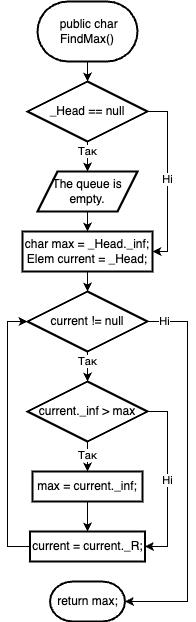 public char
FindMax()
_Head == null
Так
Ні
The queue is
empty.
char max = _Head._inf;
Elem current = _Head;
current != null
Ні
Так
current._inf > max
Так
Ні
max = current._inf;
current = current._R;
return max;